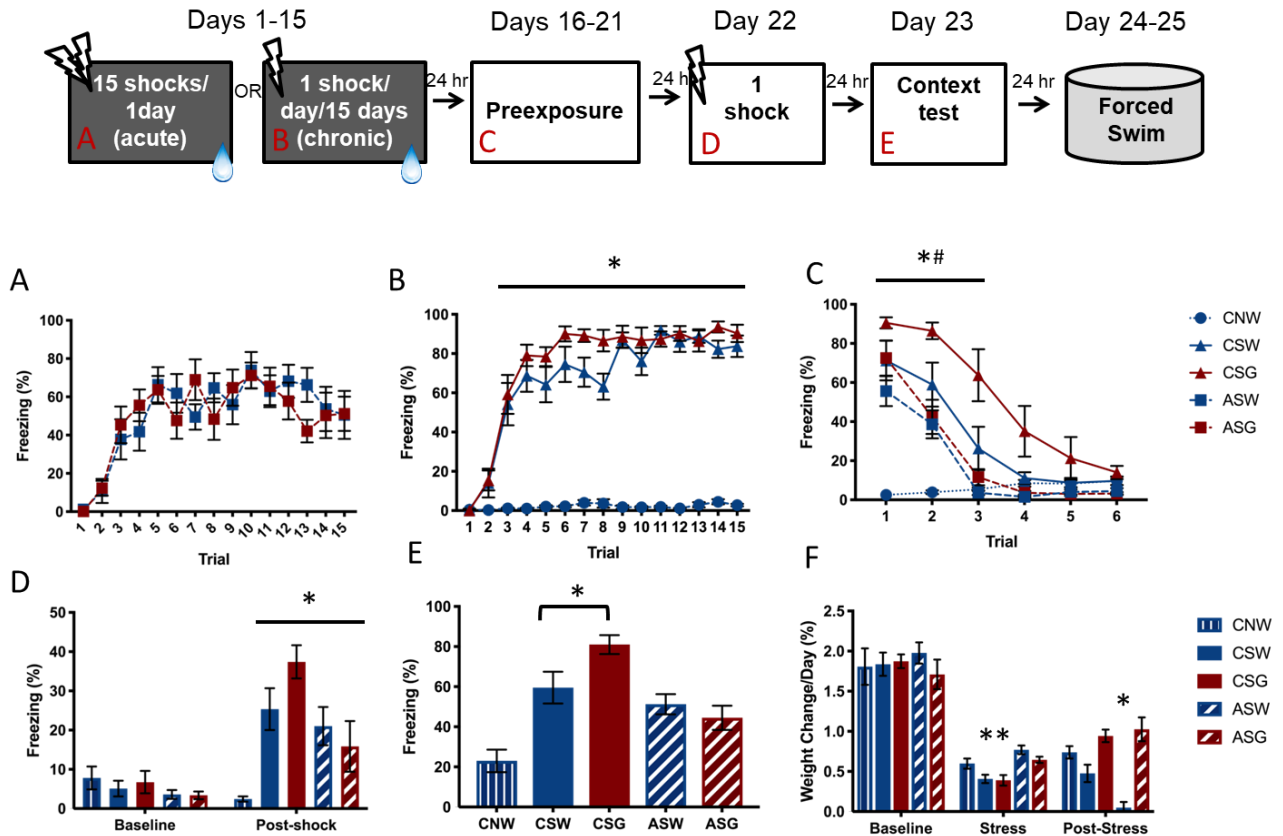 Days 1-15 Days 16-21 Day 22 Day 23 Day 24-25
15 shocks/
1day
(acute)
A
OR
1 shock/
day/15 days
(chronic)
B
24 hr
Preexposure
C
24 hr
1
shock
D
24 hr
Context
test
E
24 hr
Forced
Swim
A
Freezing (%)
100
80
60
40
20
0
1 2 3 4 5 6 7 8 9 10 11 12 13 14 15
Trial
B
*
Freezing (%)
100
80
60
40
20
0
1 2 3 4 5 6 7 8 9 10 11 12 13 14 15
Trial
C
*#
Freezing (%)
100
80
60
40
20
0
1 2 3 4 5 6
Trial
CNW
CSW
CSG
ASW
ASG
D
*
Freezing (%)
50
40
30
20
10
0
Baseline Post-shock
E
*
Freezing (%)
100
80
60
40
20
0
CNW CSW CSG ASW ASG
F
Weight Change/Day (%)
2.5
2.0
1.5
1.0
0.5
0.0
* *
*
Baseline Stress Post-Stress
CNW
CSW
CSG
ASW
ASG